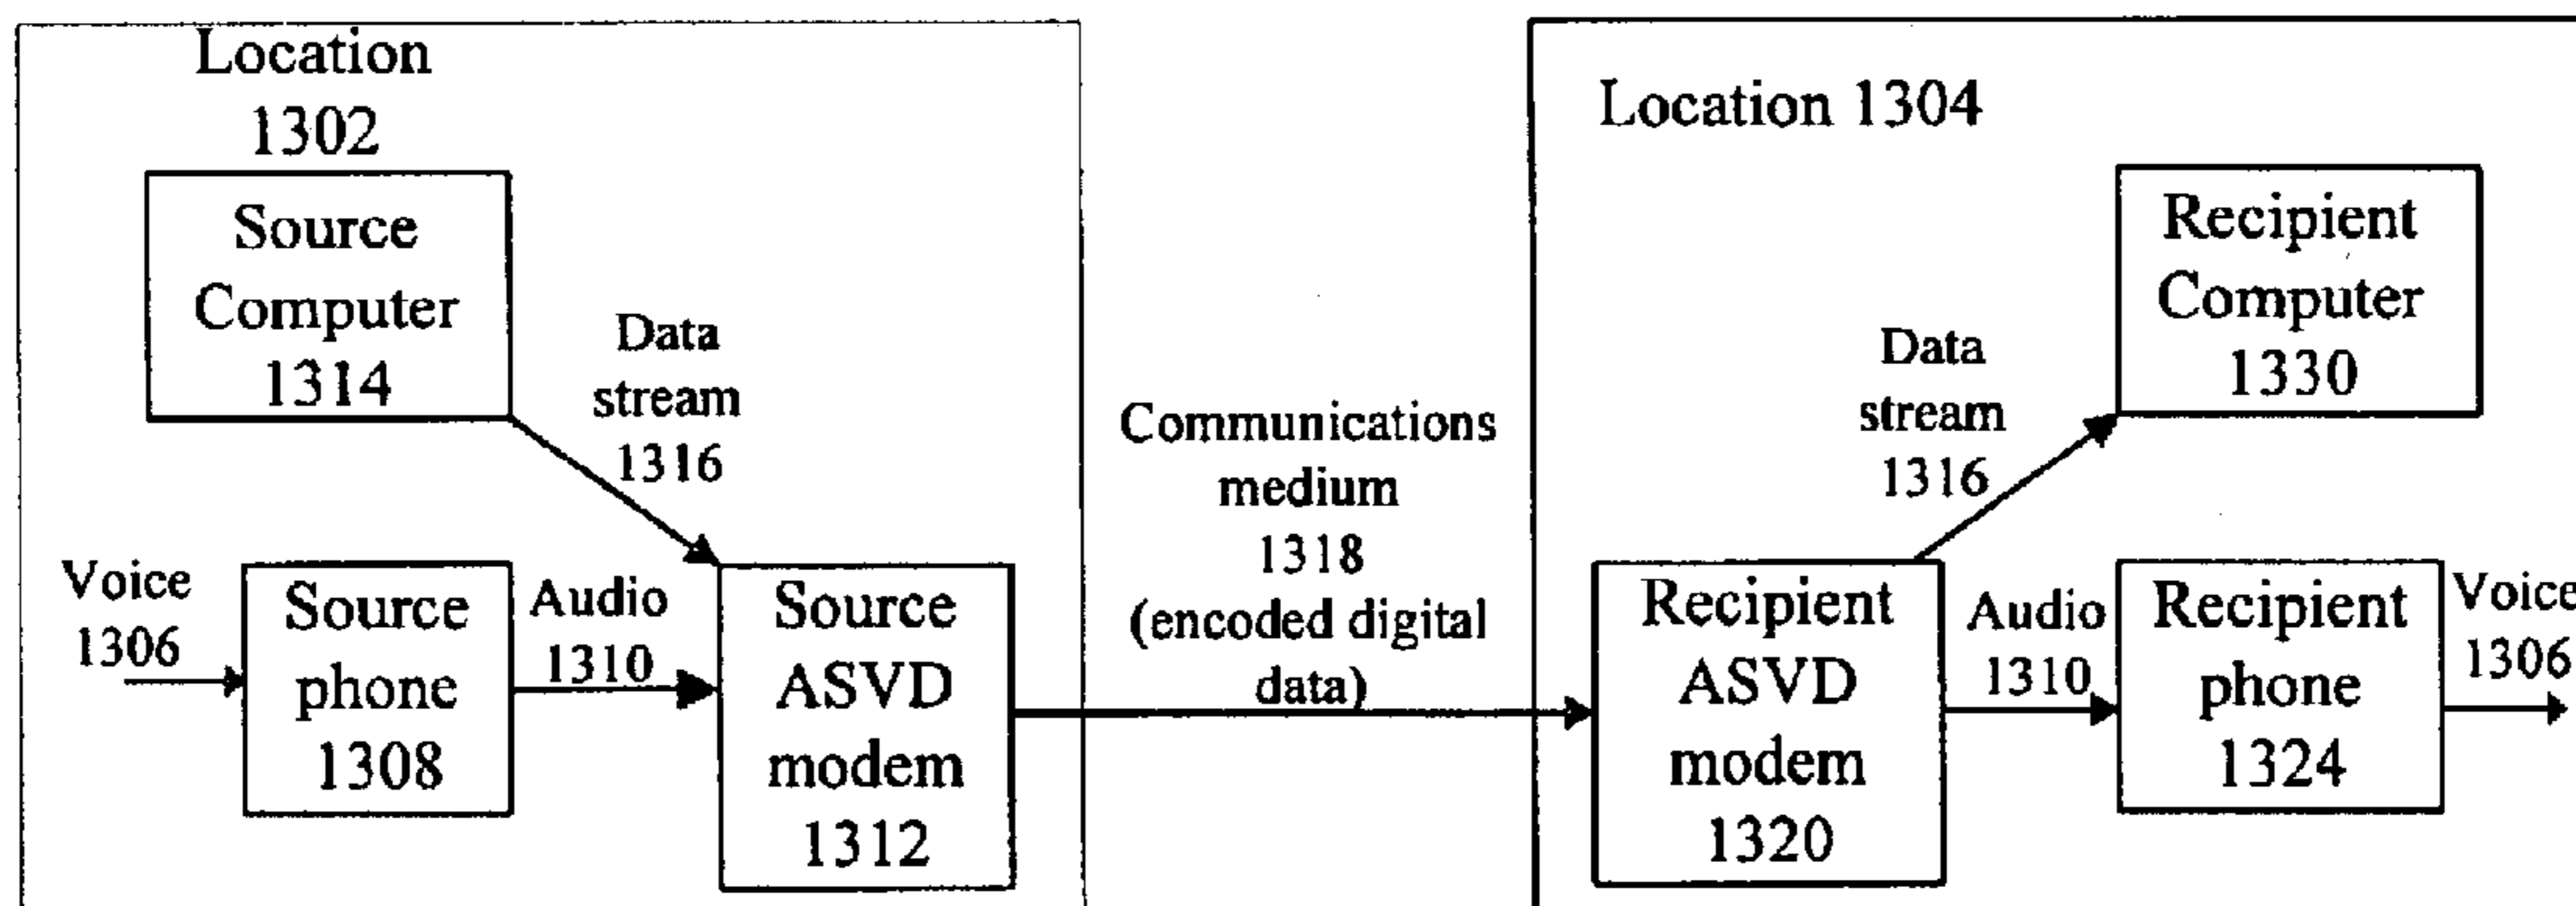 Location
1302
Source
Computer
1314
Data
stream
1316
Voice
1306
Source
phone
1308
Audio
1310
Source
ASVD
modem
1312
Communications
medium
1318
(encoded digital
data)
Location 1304
Recipient
Computer
1330
Data
stream
1316
Recipient
ASVD
modem
1320
Audio
1310
Recipient
phone
1324
Voice
1306